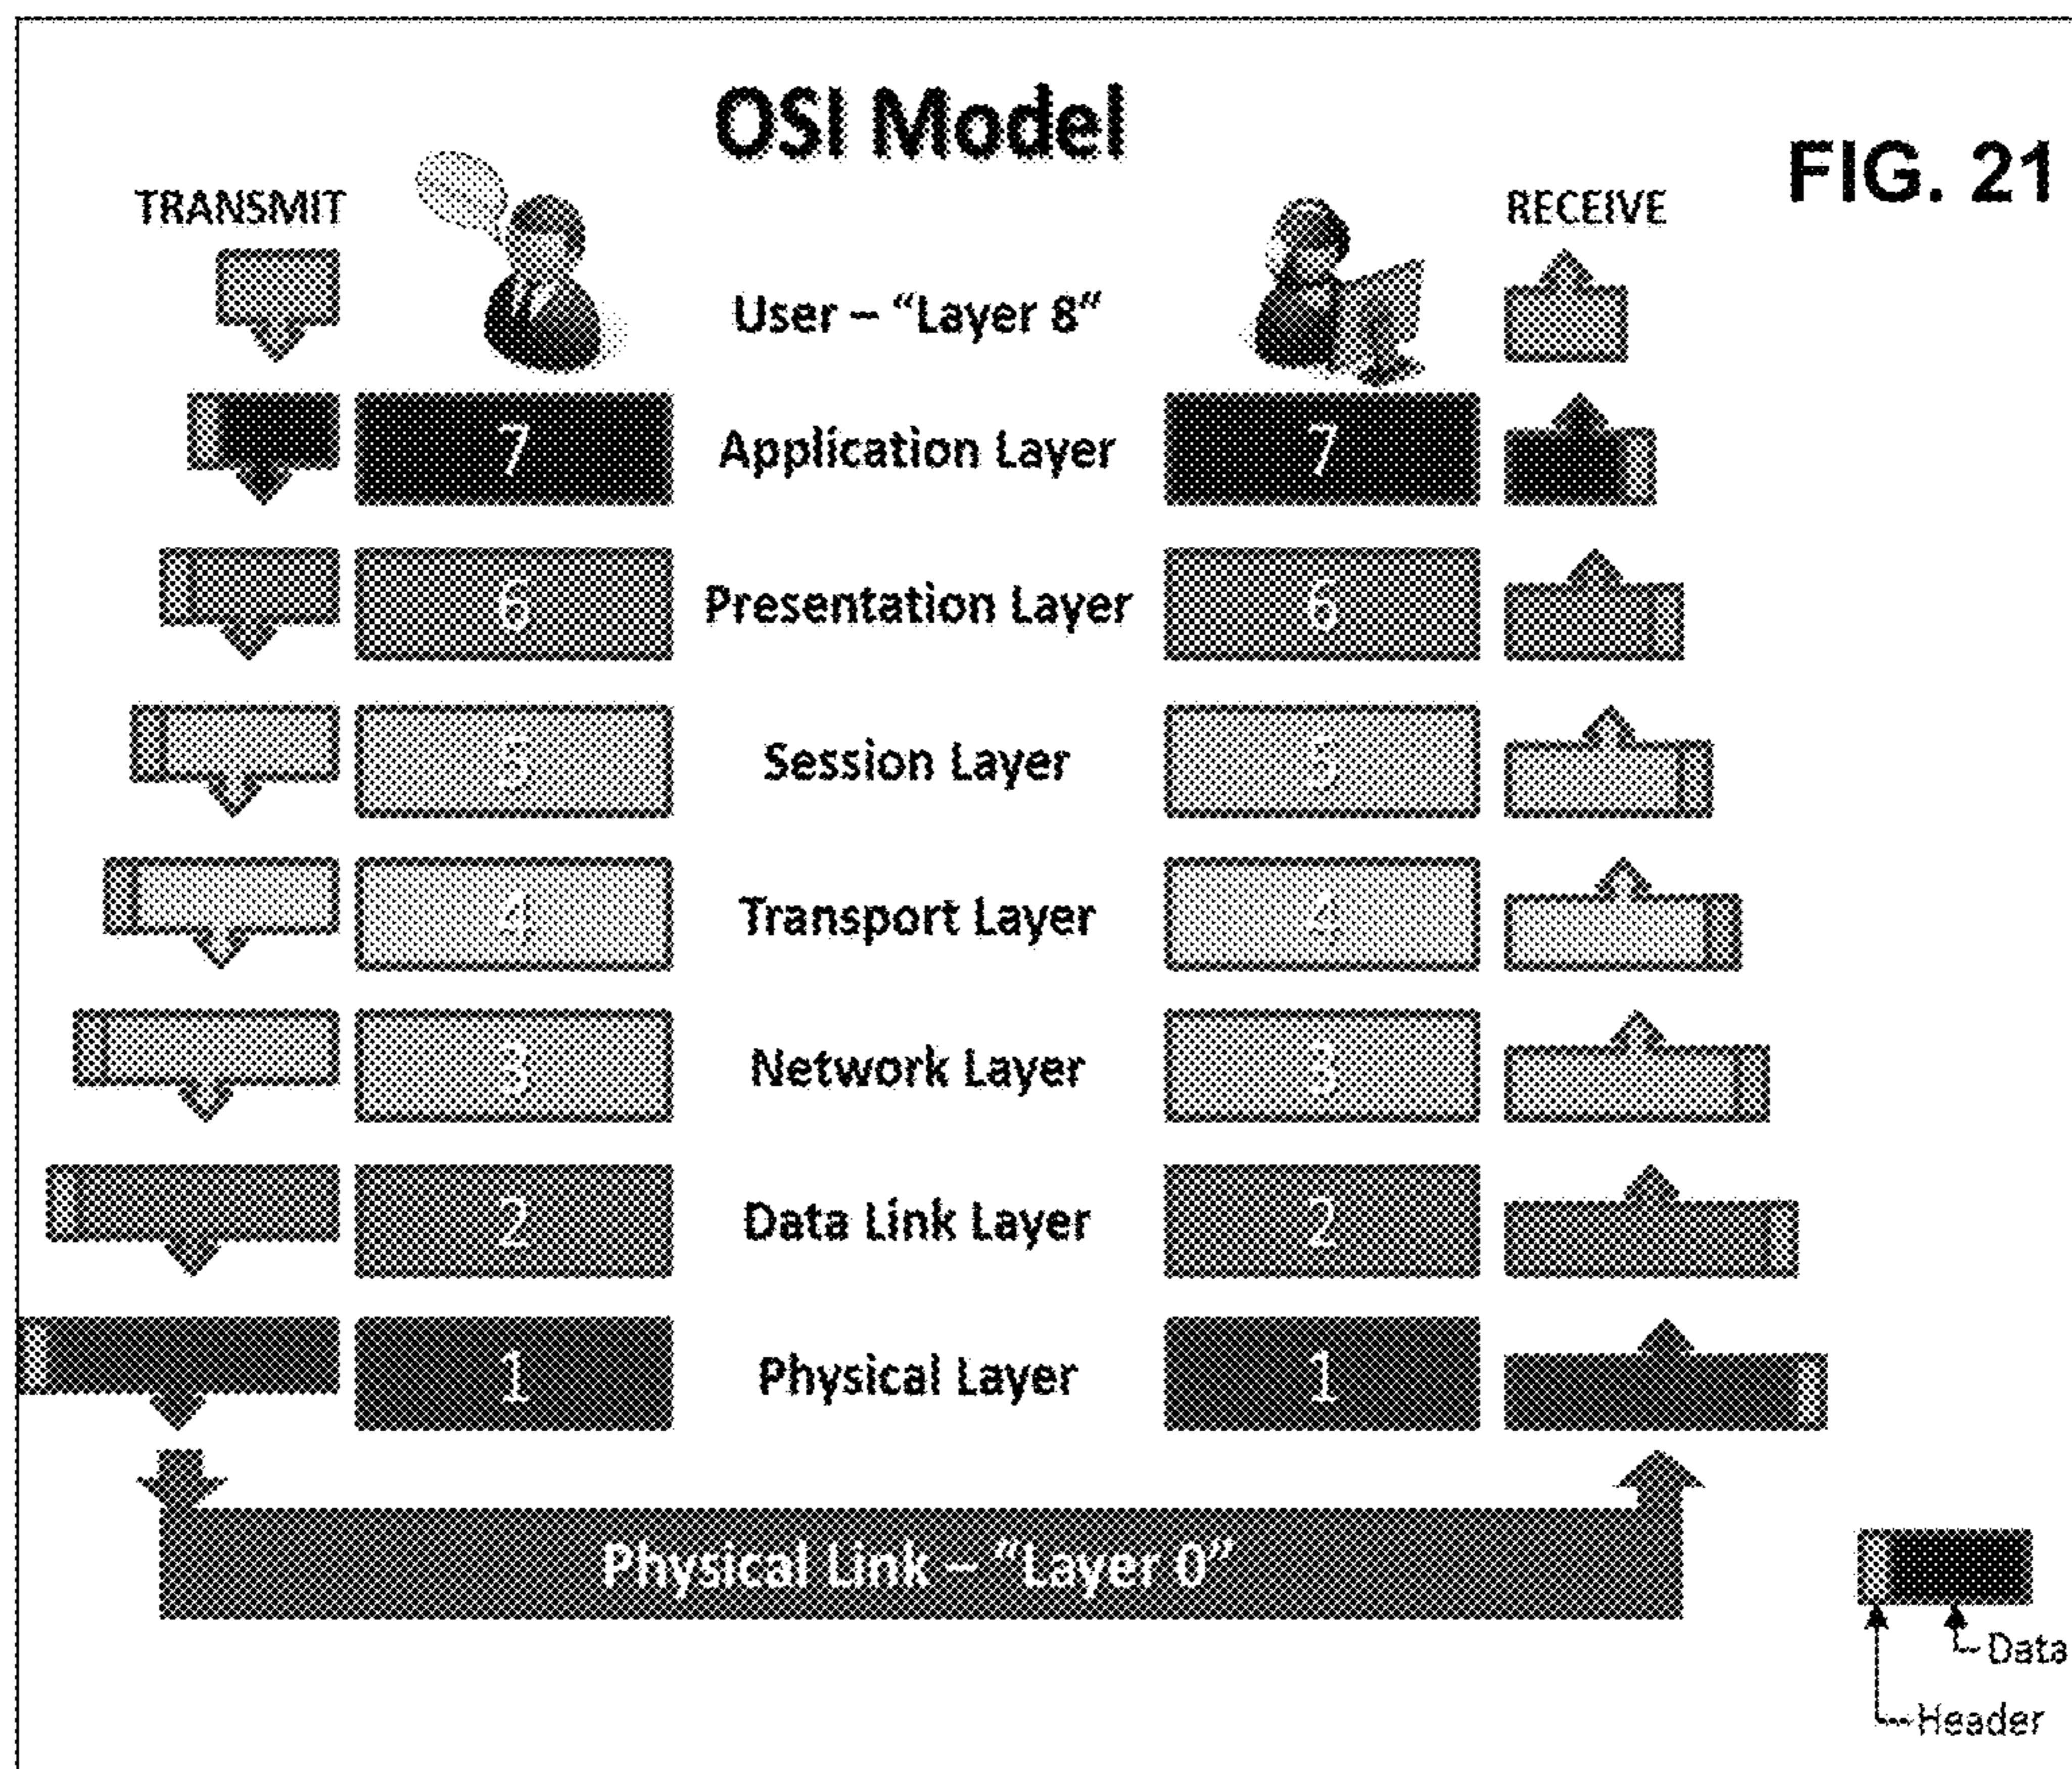 OSI Model
FIG. 21
TRANSMIT
RECEIVE
User – “Layer 8”
7
Application Layer
7
6
Presentation Layer
6
5
Session Layer
5
4
Transport Layer
4
3
Network Layer
3
2
Data Link Layer
2
1
Physical Layer
1
Physical Link – “Layer 0”
Data
Header